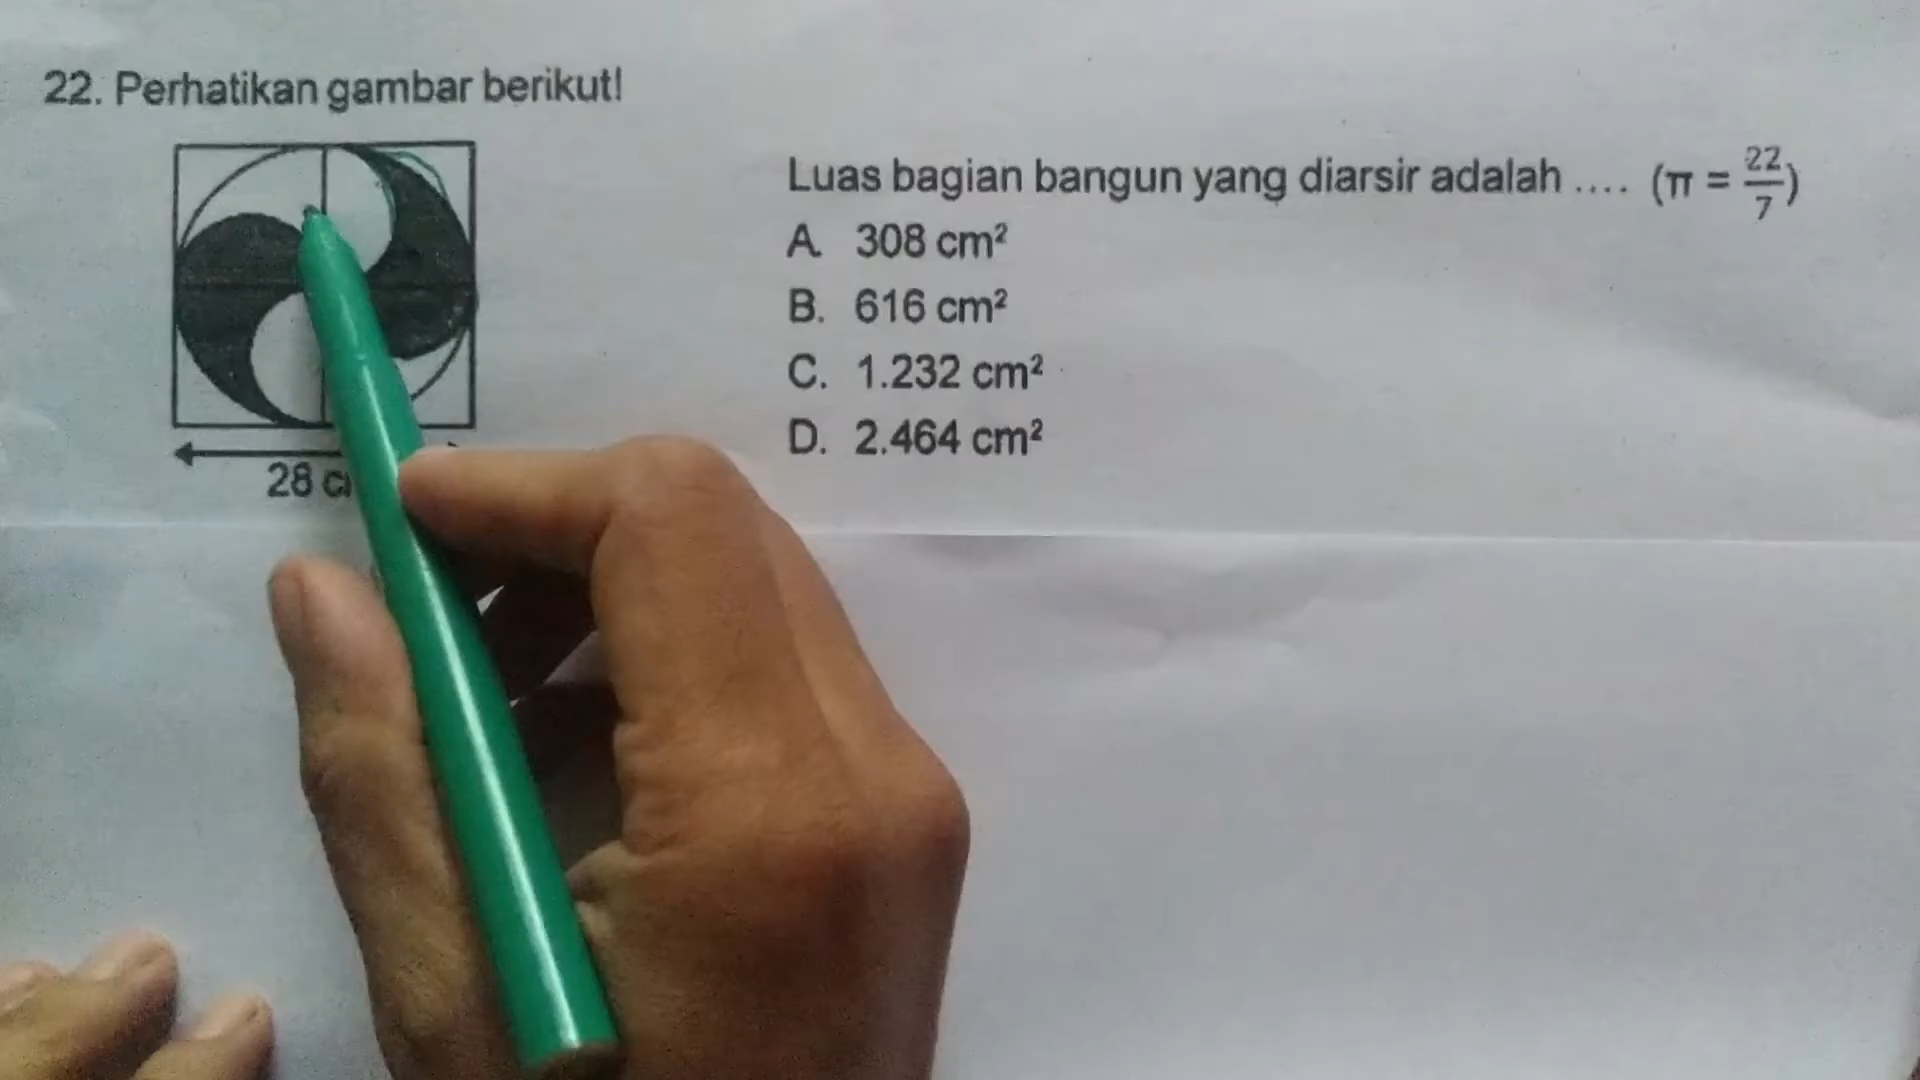 22. Perhatikan gambar berikut!
Luas bagian bangun yang diarsir adalah .... (π = 22/7)
A. 308 cm²
B. 616 cm²
C. 1.232 cm²
D. 2.464 cm²
28